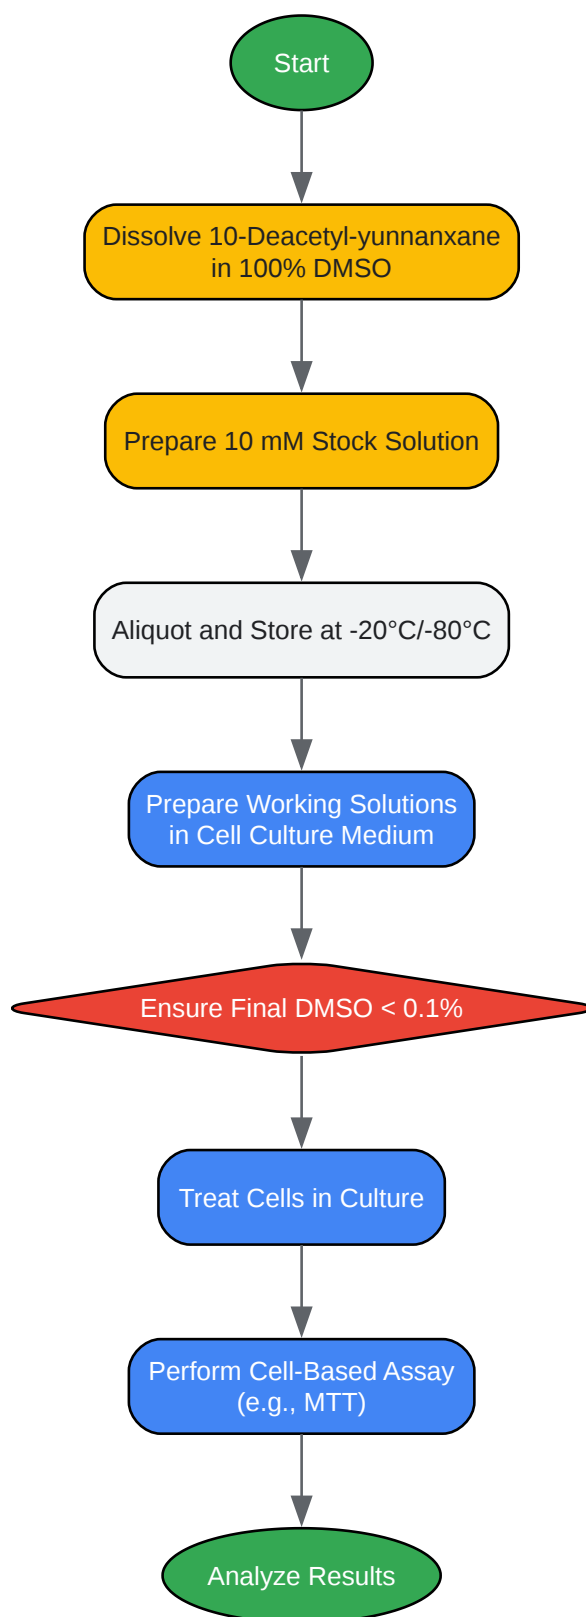 Start
Dissolve 10-Deacetyl-yunnanxane
in 100% DMSO
Prepare 10 mM Stock Solution
Aliquot and Store at -20°C/-80°C
Prepare Working Solutions
in Cell Culture Medium
Ensure Final DMSO < 0.1%
Treat Cells in Culture
Perform Cell-Based Assay
(e.g., MTT)
Analyze Results